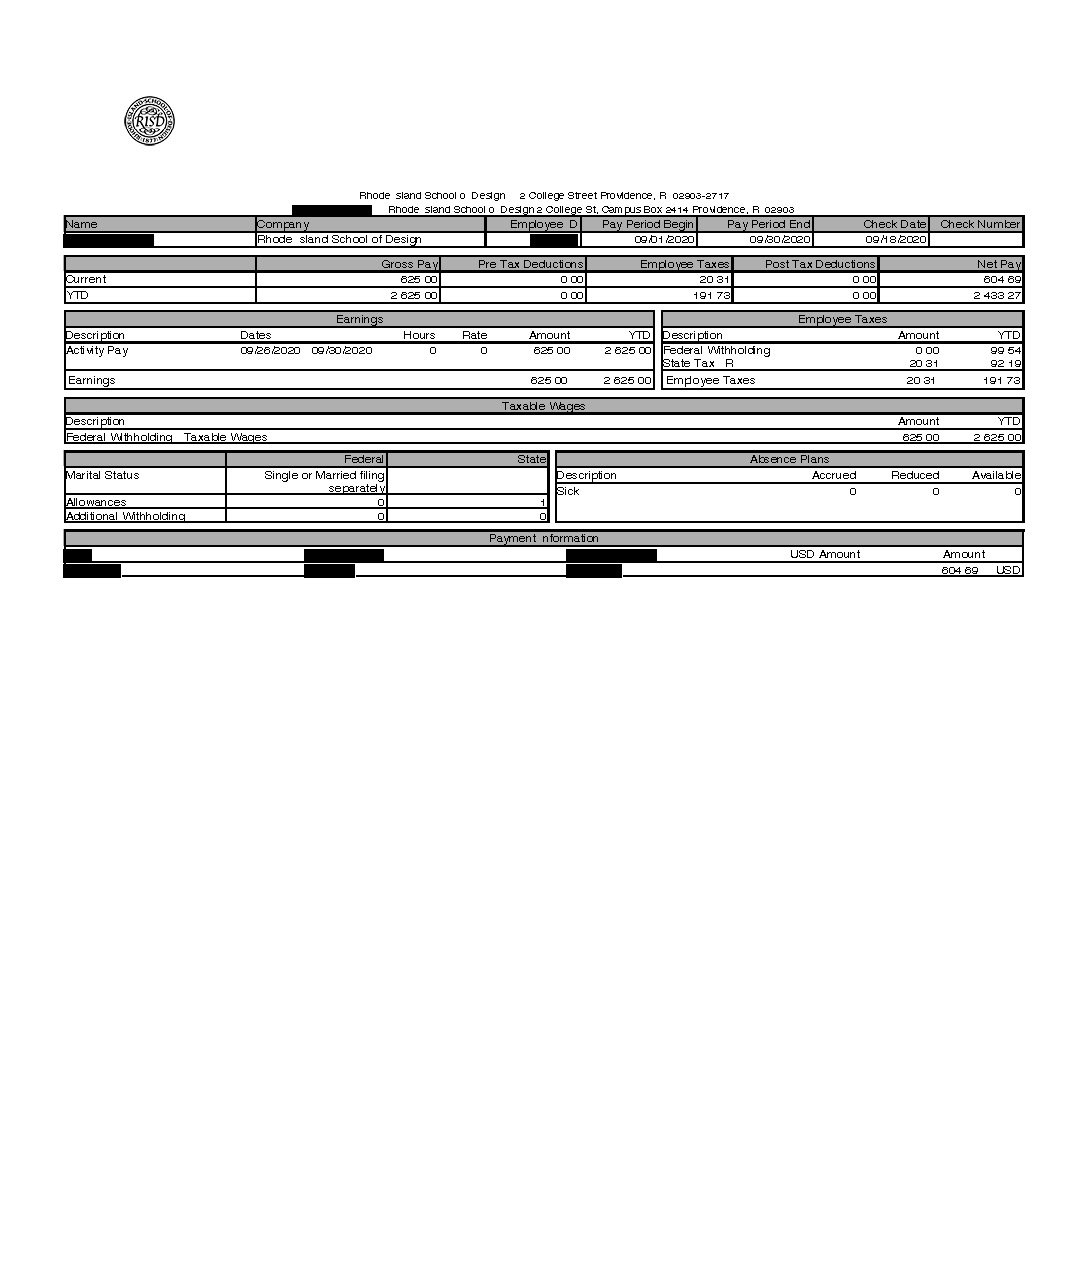 RHODE ISLAND SCHOOL OF DESIGN RISD 1877
Rhode sland School o Design 2 College Street Providence, R 02903-2717
Rhode sland School o Design 2 College St, Campus Box 2414 Providence, R 02903
Name Company Employee D Pay Period Begin Pay Period End Check Date Check Number
Rhode sland School of Design 09/01/2020 09/30/2020 09/18/2020
Gross Pay Pre Tax Deductions Employee Taxes Post Tax Deductions Net Pay
Current 625 00 0 00 20 31 0 00 604 69
YTD 2 625 00 0 00 191 73 0 00 2 433 27
Earnings
Description Dates Hours Rate Amount YTD
Activity Pay 09/26/2020 09/30/2020 0 0 625 00 2 625 00
Earnings 625 00 2 625 00
Employee Taxes
Description Amount YTD
Federal Withholding 0 00 99 54
State Tax R 20 31 92 19
Employee Taxes 20 31 191 73
Taxable Wages
Description Amount YTD
Federal Withholding Taxable Wages 625 00 2 625 00
Federal State
Marital Status Single or Married filing
separately
Allowances 0 1
Additional Withholding 0 0
Absence Plans
Description Accrued Reduced Available
Sick 0 0 0
Payment nformation
USD Amount Amount
604 69 USD